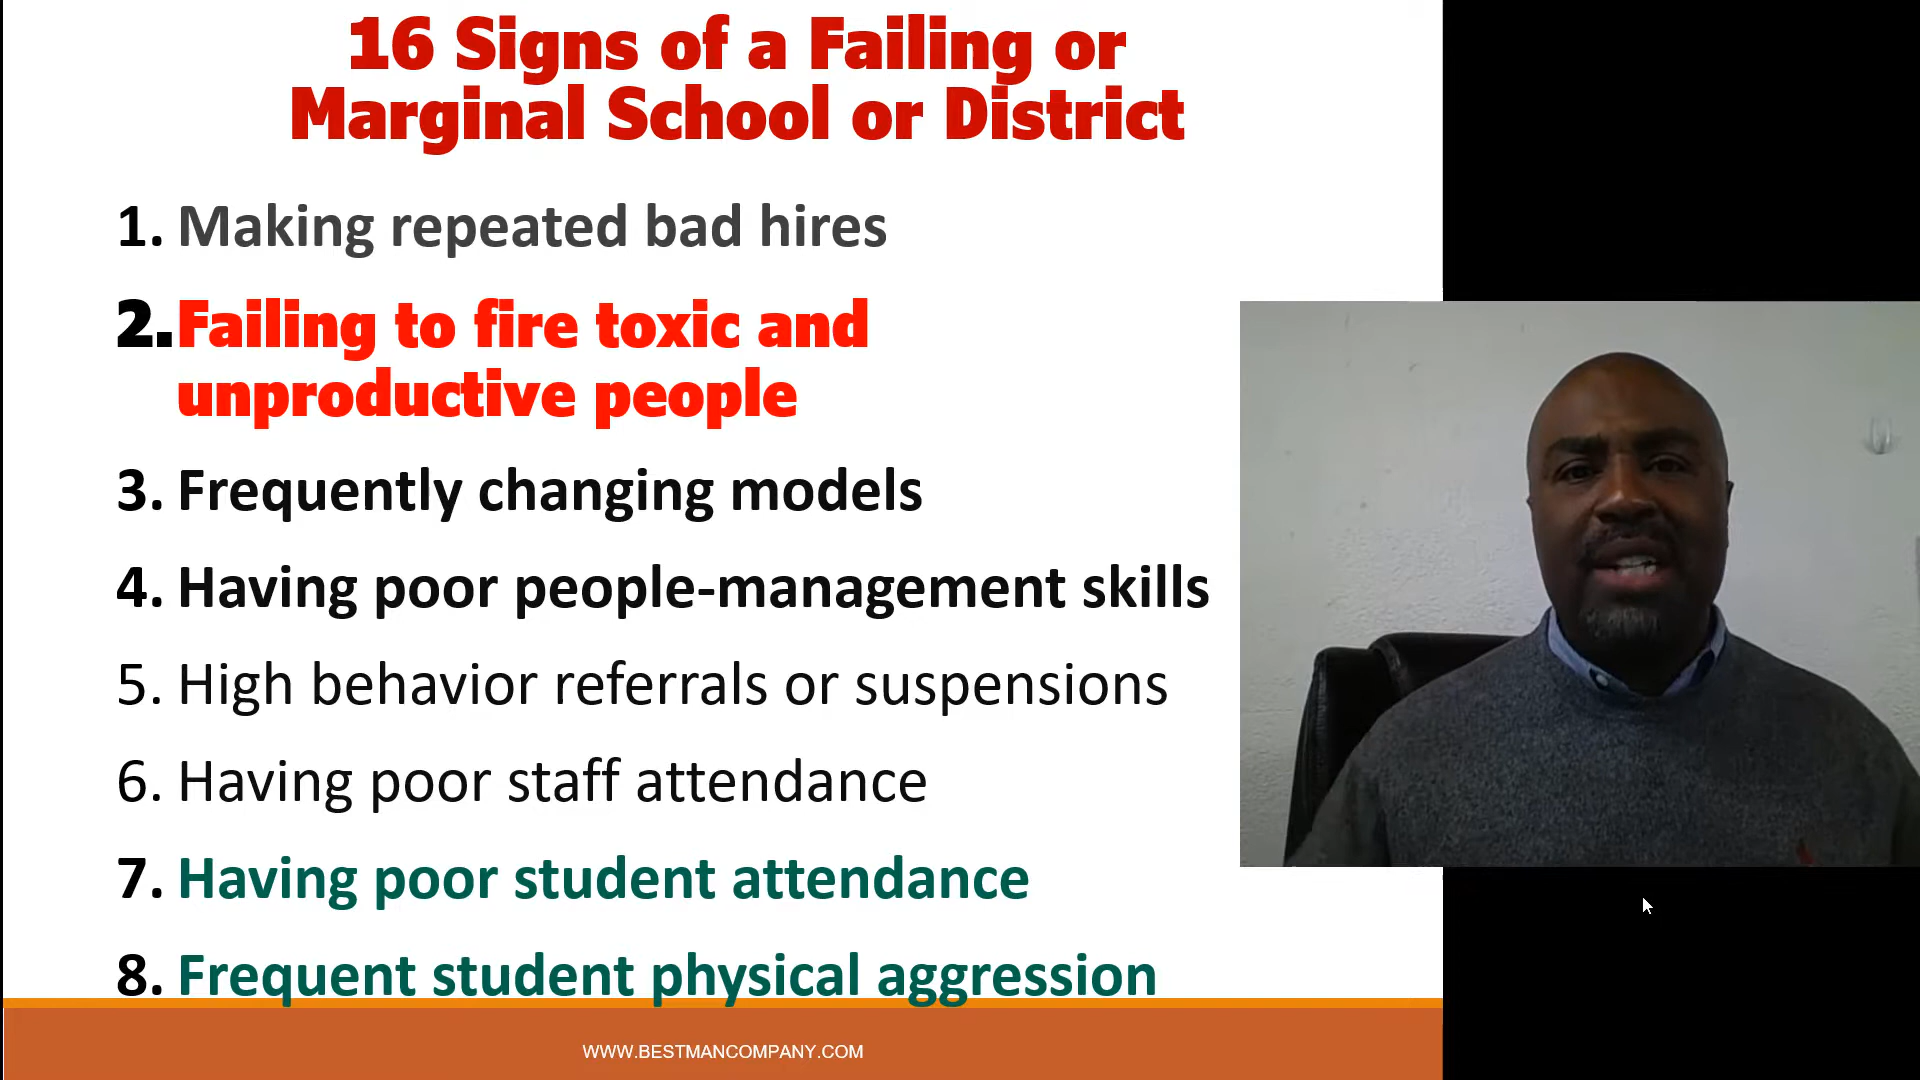 16 Signs of a Failing or
Marginal School or District
1. Making repeated bad hires
2. Failing to fire toxic and
unproductive people
3. Frequently changing models
4. Having poor people-management skills
5. High behavior referrals or suspensions
6. Having poor staff attendance
7. Having poor student attendance
8. Frequent student physical aggression
WWW.BESTMANCOMPANY.COM